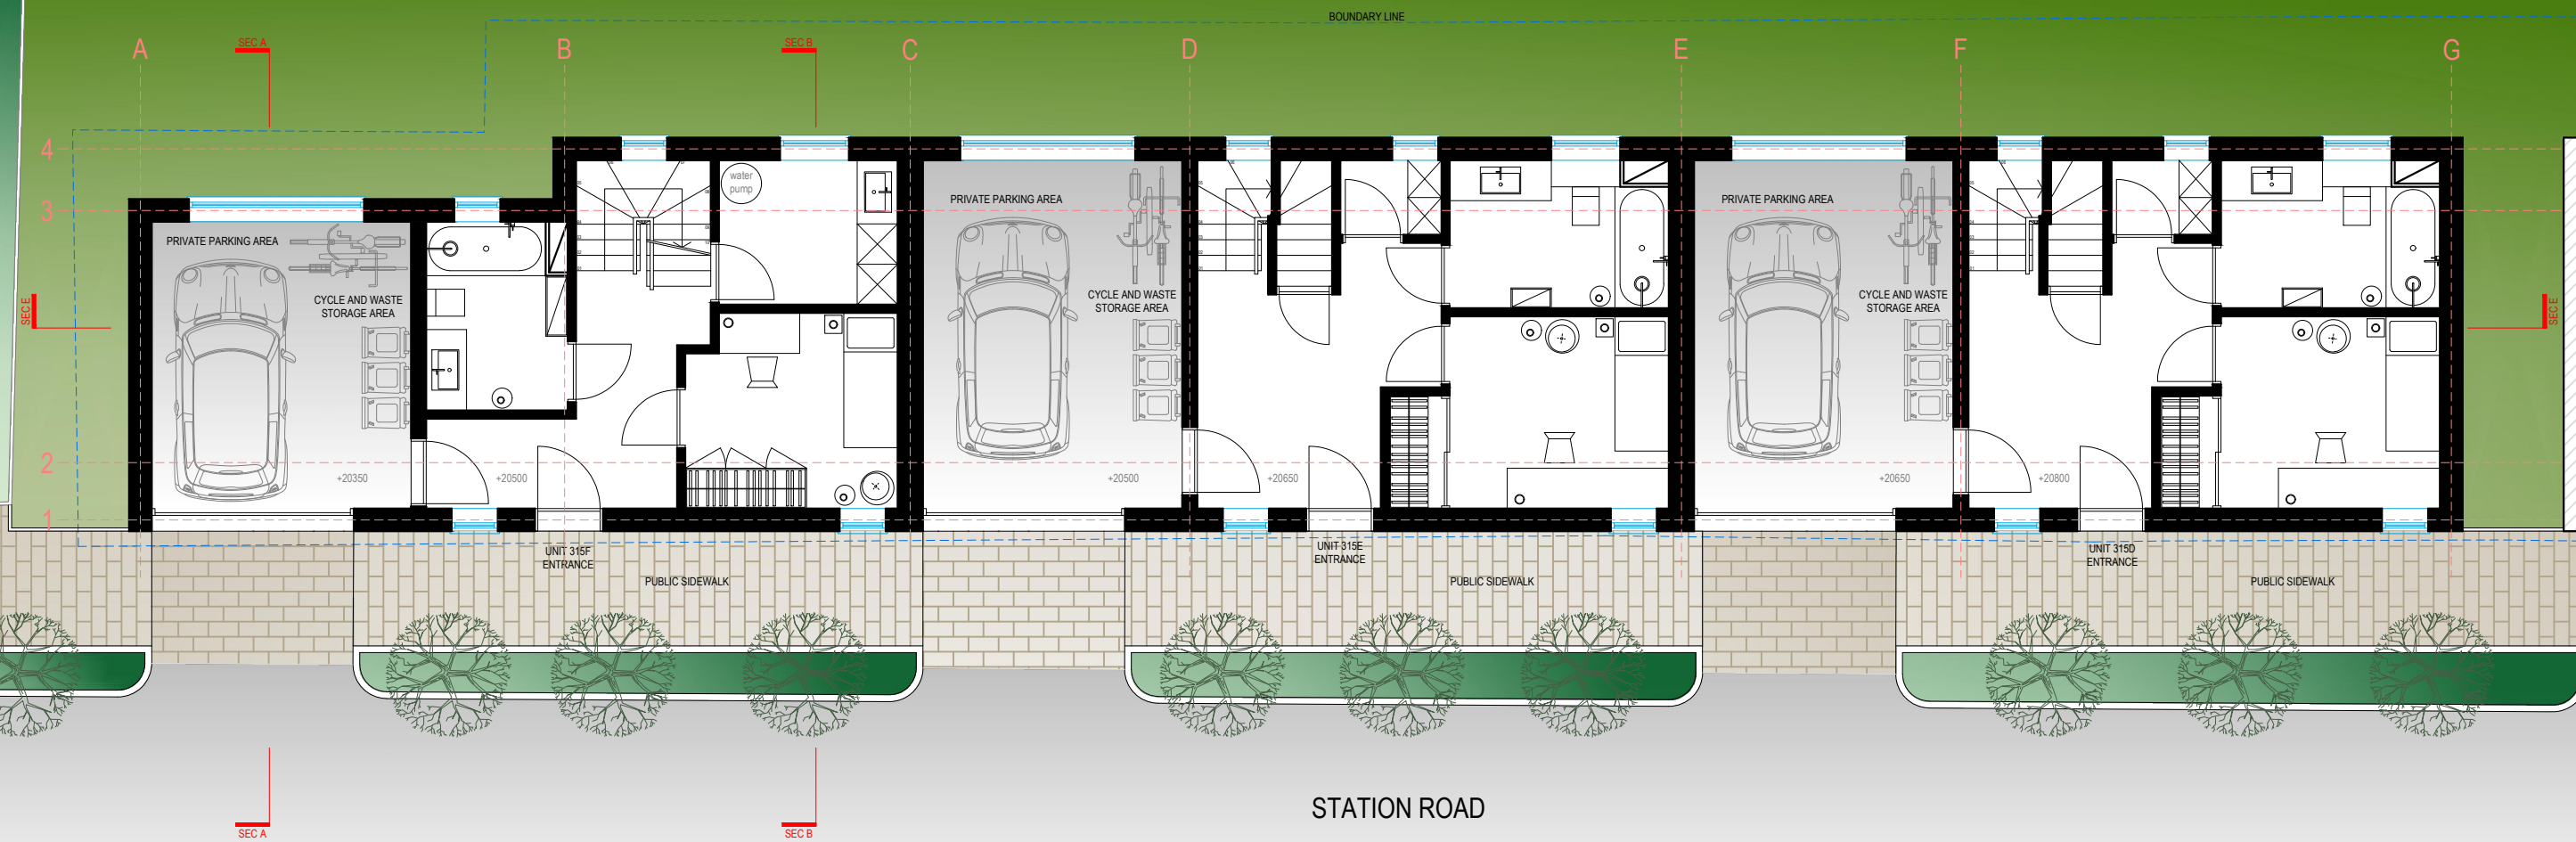 BOUNDARY LINE
SEC A
SEC B
A
B
C
D
E
F
G
4
3
2
1
water
pump
PRIVATE PARKING AREA
PRIVATE PARKING AREA
PRIVATE PARKING AREA
CYCLE AND WASTE
STORAGE AREA
CYCLE AND WASTE
STORAGE AREA
CYCLE AND WASTE
STORAGE AREA
SEC E
SEC E
+20350
+20500
+20500
+20650
+20650
+20800
UNIT 315F
ENTRANCE
UNIT 315E
ENTRANCE
UNIT 315D
ENTRANCE
PUBLIC SIDEWALK
PUBLIC SIDEWALK
PUBLIC SIDEWALK
STATION ROAD
SEC A
SEC B